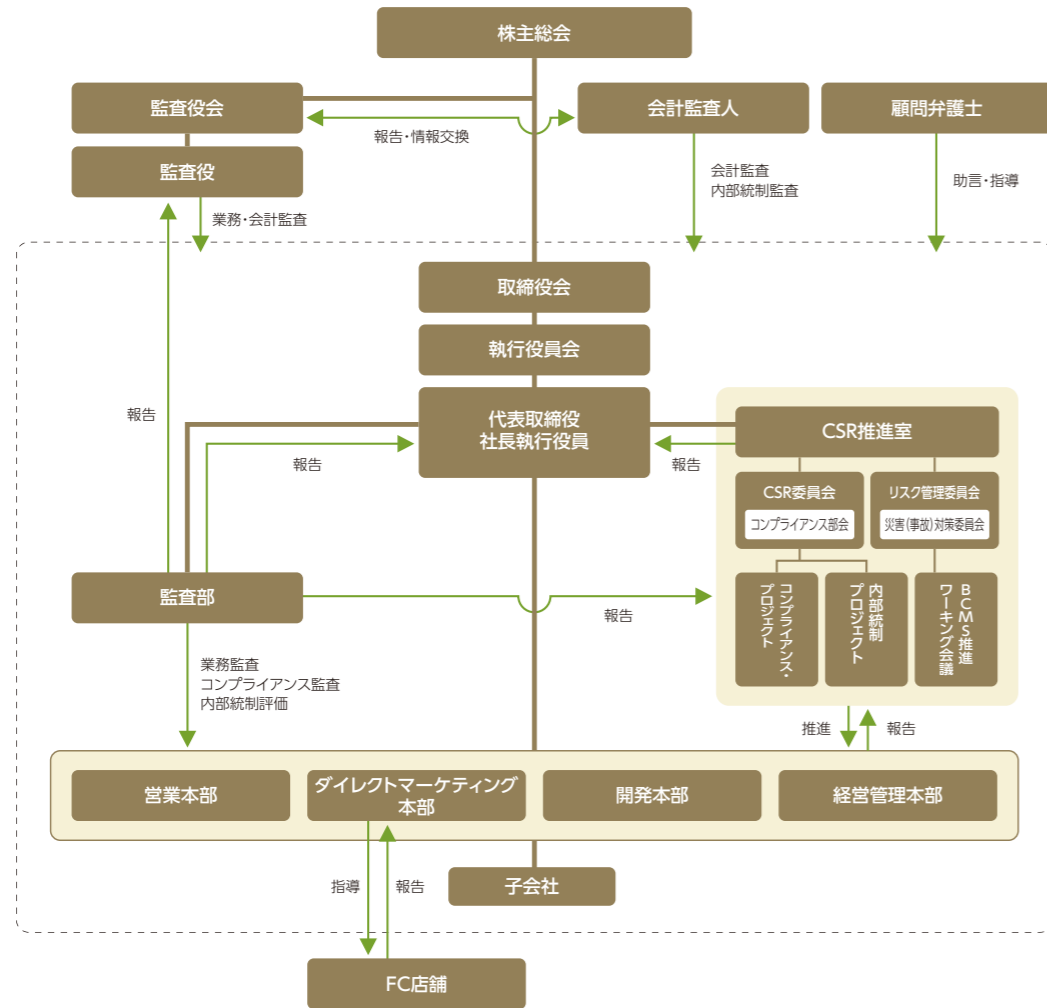 株主総会
監査役会
会計監査人
顧問弁護士
報告・情報交換
監査役
会計監査
内部統制監査
助言・指導
業務・会計監査
取締役会
執行役員会
代表取締役
社長執行役員
CSR推進室
報告
報告
報告
CSR委員会
コンプライアンス部会
リスク管理委員会
災害(事故)対策委員会
監査部
報告
コンプライアンス・
プロジェクト
内部統制
プロジェクト
BCMS推進
ワーキング会議
業務監査
コンプライアンス監査
内部統制評価
推進
報告
営業本部
ダイレクトマーケティング
本部
開発本部
経営管理本部
指導
報告
子会社
FC店舗